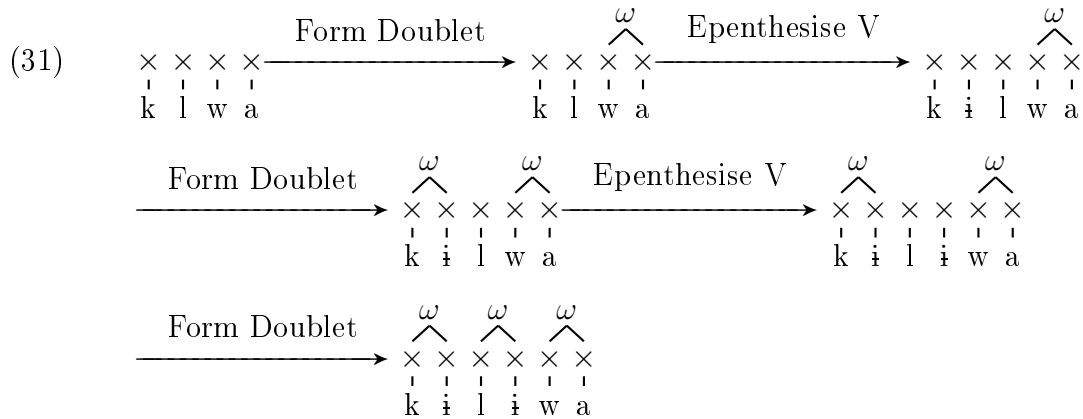 (31) × × × × Form Doublet ω × × × × Epenthesise V ω × × × × ×
k l w a k l w a k ɨ l w a
Form Doublet ω ω × × × × × Epenthesise V ω ω × × × × × ×
k ɨ l w a k ɨ l ɨ w a
Form Doublet ω ω ω × × × × × ×
k ɨ l ɨ w a